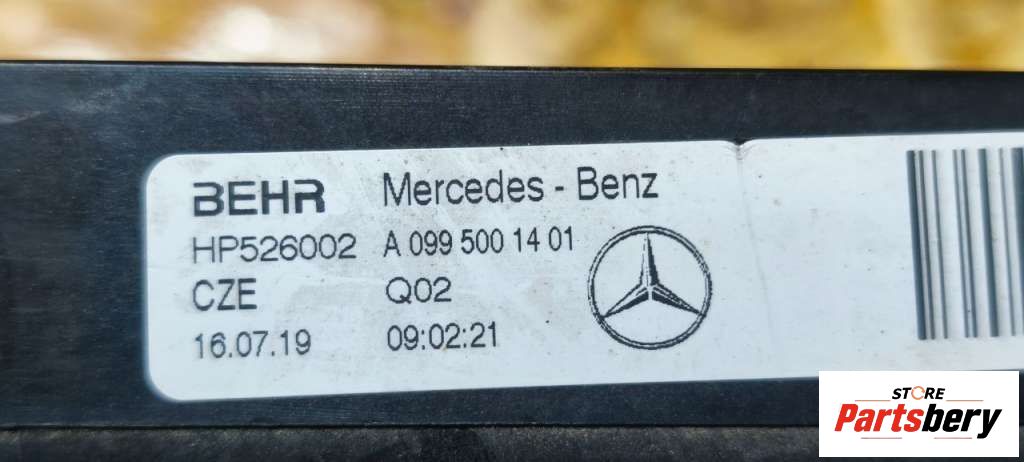 BEHR Mercedes - Benz
HP526002 A 099 500 14 01
CZE Q02
16.07.19 09:02:21
STORE
Partsbery